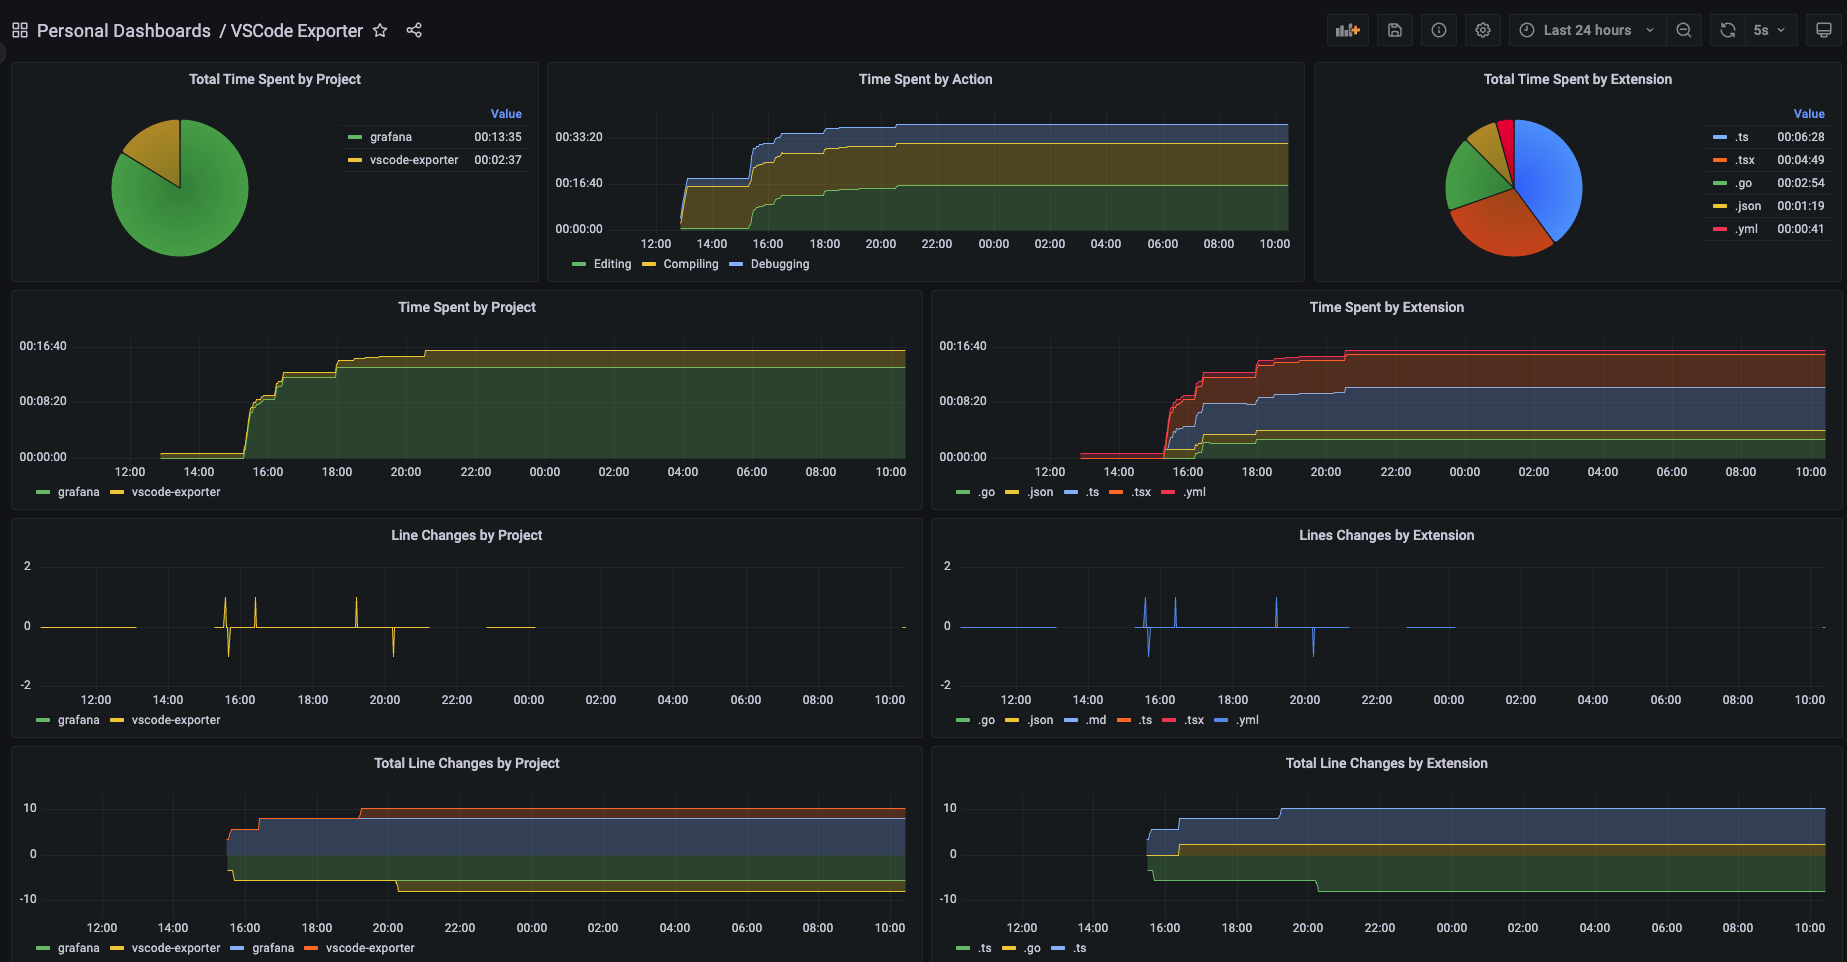 Personal Dashboards / VSCode Exporter
Last 24 hours
5s
Total Time Spent by Project
Value
grafana 00:13:35
vscode-exporter 00:02:37
Time Spent by Action
00:33:20
00:16:40
00:00:00
12:00 14:00 16:00 18:00 20:00 22:00 00:00 02:00 04:00 06:00 08:00 10:00
Editing Compiling Debugging
Total Time Spent by Extension
Value
.ts 00:06:28
.tsx 00:04:49
.go 00:02:54
.json 00:01:19
.yml 00:00:41
Time Spent by Project
00:16:40
00:08:20
00:00:00
12:00 14:00 16:00 18:00 20:00 22:00 00:00 02:00 04:00 06:00 08:00 10:00
grafana vscode-exporter
Time Spent by Extension
00:16:40
00:08:20
00:00:00
12:00 14:00 16:00 18:00 20:00 22:00 00:00 02:00 04:00 06:00 08:00 10:00
.go .json .ts .tsx .yml
Line Changes by Project
2
0
-2
12:00 14:00 16:00 18:00 20:00 22:00 00:00 02:00 04:00 06:00 08:00 10:00
grafana vscode-exporter
Lines Changes by Extension
2
0
-2
12:00 14:00 16:00 18:00 20:00 22:00 00:00 02:00 04:00 06:00 08:00 10:00
.go .json .md .ts .tsx .yml
Total Line Changes by Project
10
0
-10
12:00 14:00 16:00 18:00 20:00 22:00 00:00 02:00 04:00 06:00 08:00 10:00
grafana vscode-exporter grafana vscode-exporter
Total Line Changes by Extension
10
0
-10
12:00 14:00 16:00 18:00 20:00 22:00 00:00 02:00 04:00 06:00 08:00 10:00
.ts .go .ts